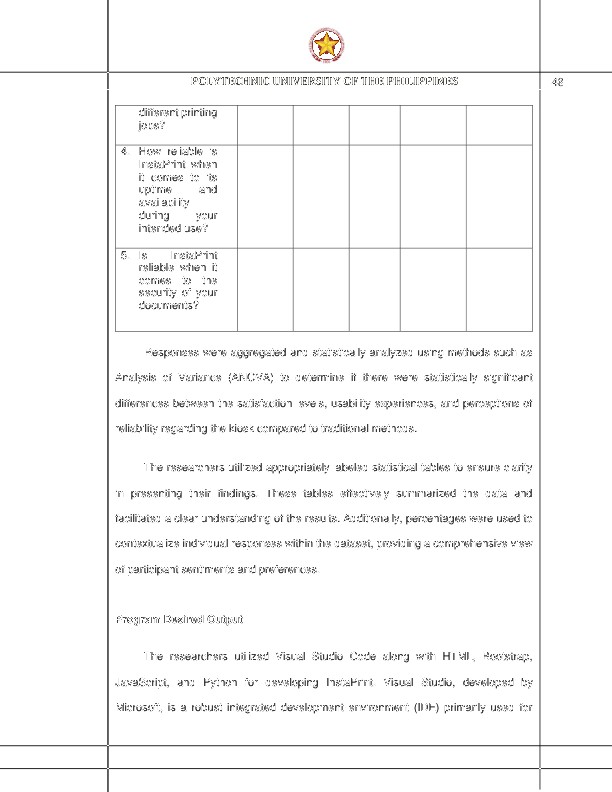 POLYTECHNIC UNIVERSITY OF THE PHILIPPINES
48
different printing
jobs?
4. How reliable is
InstaPrint when
it comes to its
uptime and
availability
during your
intended use?
5. Is InstaPrint
reliable when it
comes to the
security of your
documents?
Responses were aggregated and statistically analyzed using methods such as
Analysis of Variance (ANOVA) to determine if there were statistically significant
differences between the satisfaction levels, usability experiences, and perceptions of
reliability regarding the kiosk compared to traditional methods.
The researchers utilized appropriately labeled statistical tables to ensure clarity
in presenting their findings. These tables effectively summarized the data and
facilitated a clear understanding of the results. Additionally, percentages were used to
contextualize individual responses within the dataset, providing a comprehensive view
of participant sentiments and preferences.
Program Desired Output
The researchers utilized Visual Studio Code along with HTML, Bootstrap,
JavaScript, and Python for developing InstaPrint. Visual Studio, developed by
Microsoft, is a robust integrated development environment (IDE) primarily used for